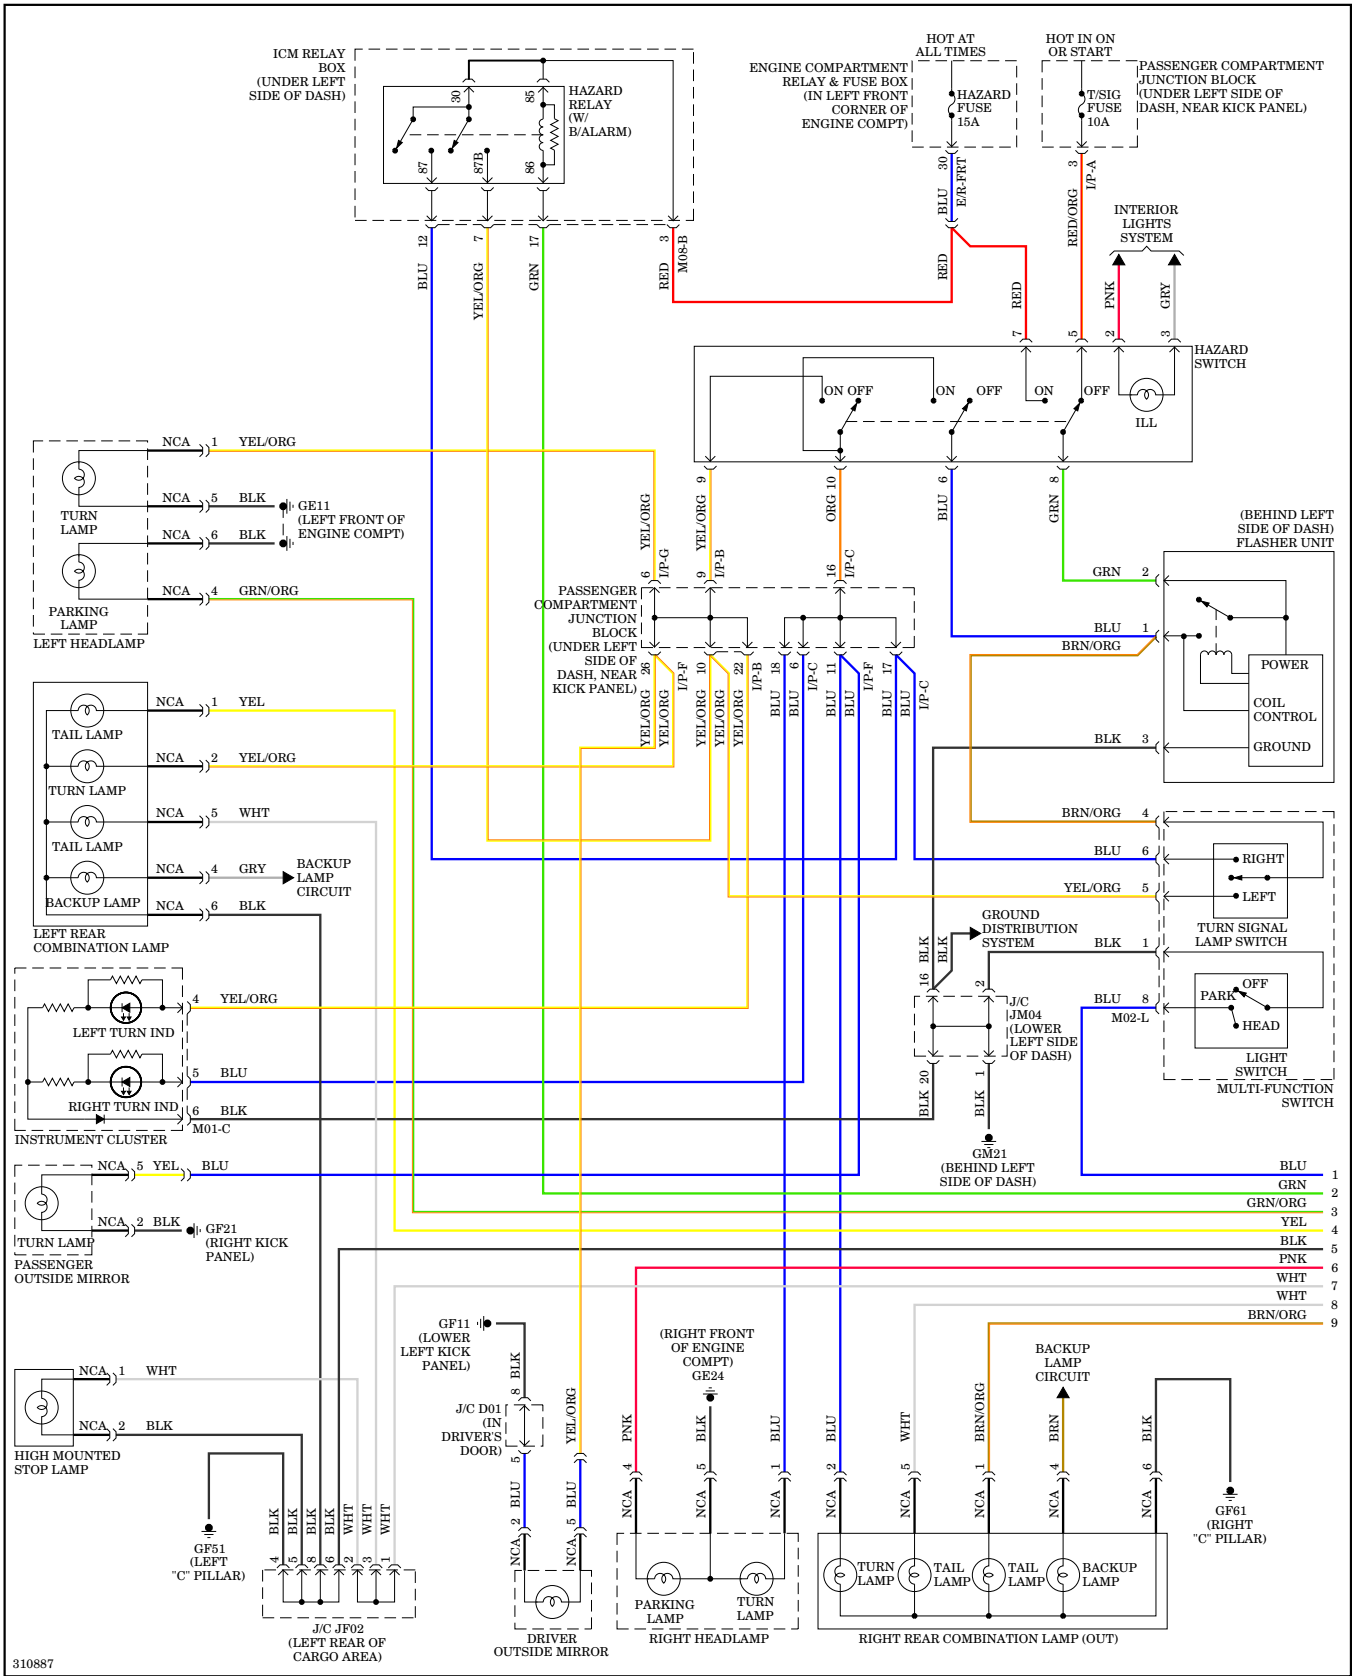 ICM RELAY
BOX
(UNDER LEFT
SIDE OF DASH)
30
85
HAZARD
RELAY
(W/
B/ALARM)
87
87B
86
12
7
17
3
M08-B
BLU
YEL/ORG
GRN
RED
HOT AT
ALL TIMES
HOT IN ON
OR START
ENGINE COMPARTMENT
RELAY & FUSE BOX
(IN LEFT FRONT
CORNER OF
ENGINE COMPT)
HAZARD
FUSE
15A
T/SIG
FUSE
10A
PASSENGER COMPARTMENT
JUNCTION BLOCK
(UNDER LEFT SIDE OF
DASH, NEAR KICK PANEL)
30
E/R-FRT
BLU
3
I/P-A
RED/ORG
INTERIOR
LIGHTS
SYSTEM
RED
RED
PNK
GRY
7
5
2
3
HAZARD
SWITCH
ON OFF
ON
OFF
ON
OFF
ILL
9
10
6
8
YEL/ORG
ORG
BLU
GRN
NCA
1
YEL/ORG
TURN
LAMP
NCA
5
BLK
GE11
(LEFT FRONT OF
ENGINE COMPT)
NCA
6
BLK
NCA
4
GRN/ORG
PARKING
LAMP
LEFT HEADLAMP
YEL/ORG
6
I/P-G
9
I/P-B
16
I/P-C
PASSENGER
COMPARTMENT
JUNCTION
BLOCK
(UNDER LEFT
SIDE OF
DASH, NEAR
KICK PANEL)
26
I/P-F
10
22
I/P-B
18
6
I/P-C
11
I/P-F
17
I/P-C
YEL/ORG
YEL/ORG
YEL/ORG
YEL/ORG
YEL/ORG
BLU
BLU
BLU
BLU
BLU
BLU
(BEHIND LEFT
SIDE OF DASH)
FLASHER UNIT
GRN
2
BLU
1
BRN/ORG
POWER
COIL
CONTROL
BLK
3
GROUND
NCA
1
YEL
TAIL LAMP
NCA
2
YEL/ORG
TURN LAMP
NCA
5
WHT
TAIL LAMP
NCA
4
GRY
BACKUP
LAMP
CIRCUIT
BACKUP LAMP
NCA
6
BLK
LEFT REAR
COMBINATION LAMP
BRN/ORG
4
BLU
6
RIGHT
YEL/ORG
5
LEFT
TURN SIGNAL
LAMP SWITCH
BLK
1
OFF
PARK
BLU
8
M02-L
HEAD
LIGHT
SWITCH
MULTI-FUNCTION
SWITCH
GROUND
DISTRIBUTION
SYSTEM
BLK
BLK
16
2
J/C
JM04
(LOWER
LEFT SIDE
OF DASH)
20
1
BLK
BLK
GM21
(BEHIND LEFT
SIDE OF DASH)
4
YEL/ORG
LEFT TURN IND
5
BLU
RIGHT TURN IND
6
BLK
M01-C
INSTRUMENT CLUSTER
NCA
5
YEL
BLU
NCA
2
BLK
GF21
(RIGHT KICK
PANEL)
TURN LAMP
PASSENGER
OUTSIDE MIRROR
BLU
1
GRN
2
GRN/ORG
3
YEL
4
BLK
5
PNK
6
WHT
7
WHT
8
BRN/ORG
9
NCA
1
WHT
NCA
2
BLK
HIGH MOUNTED
STOP LAMP
GF51
(LEFT
"C" PILLAR)
BLK
BLK
BLK
BLK
WHT
WHT
WHT
4
5
8
6
2
3
1
J/C JF02
(LEFT REAR OF
CARGO AREA)
GF11
(LOWER
LEFT KICK
PANEL)
BLK
8
J/C D01
(IN
DRIVER'S
DOOR)
5
BLU
2
NCA
YEL/ORG
BLU
5
NCA
DRIVER
OUTSIDE MIRROR
(RIGHT FRONT
OF ENGINE
COMPT)
GE24
PNK
BLK
BLU
4
5
1
NCA
NCA
NCA
PARKING
LAMP
TURN
LAMP
RIGHT HEADLAMP
BACKUP
LAMP
CIRCUIT
BLU
WHT
BRN/ORG
BRN
BLK
2
5
1
4
6
NCA
NCA
NCA
NCA
NCA
GF61
(RIGHT
"C" PILLAR)
TURN
LAMP
TAIL
LAMP
TAIL
LAMP
BACKUP
LAMP
RIGHT REAR COMBINATION LAMP (OUT)
310887